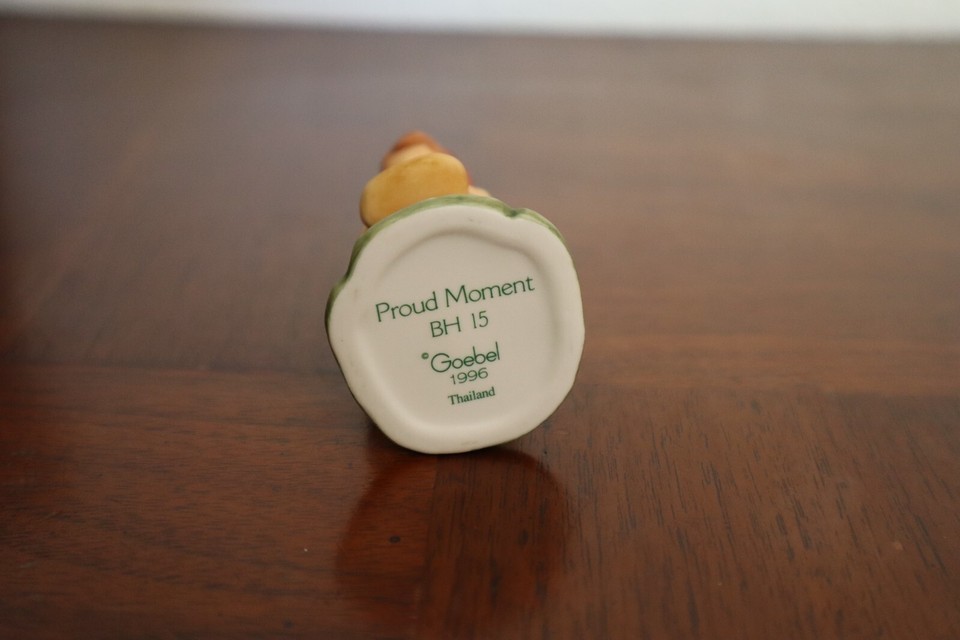 Proud Moment
BH 15
©Goebel
1996
Thailand